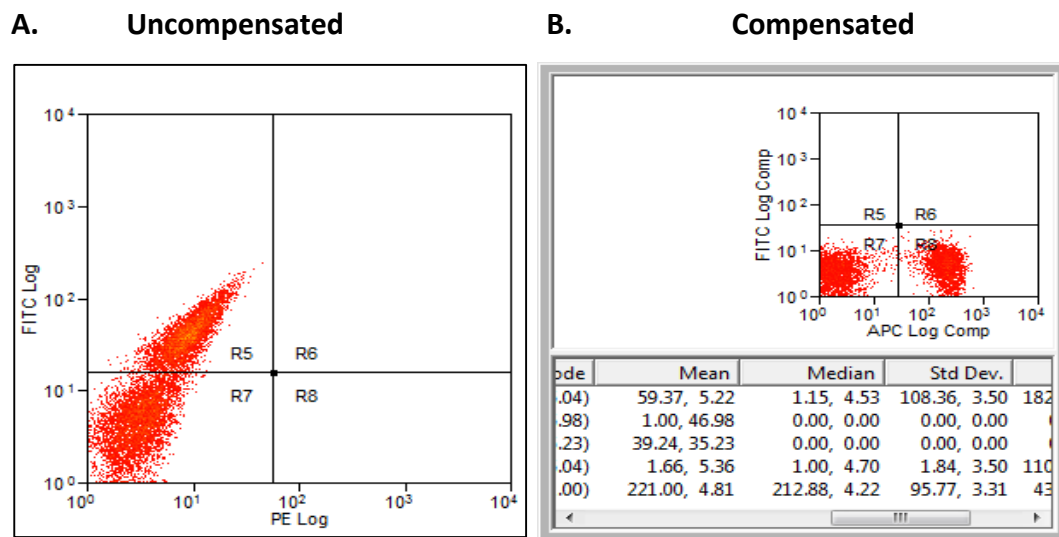 A. Uncompensated
B. Compensated
10⁴
10³
10²
10¹
10⁰
FITC Log
R5 R6
R7 R8
10⁰ 10¹ 10² 10³ 10⁴
PE Log
10⁴
10³
10²
10¹
10⁰
FITC Log Comp
R5 R6
R7 R8
10⁰ 10¹ 10² 10³ 10⁴
APC Log Comp
ode Mean Median Std Dev.
.04) 59.37, 5.22 1.15, 4.53 108.36, 3.50 182
.98) 1.00, 46.98 0.00, 0.00 0.00, 0.00
.23) 39.24, 35.23 0.00, 0.00 0.00, 0.00
.04) 1.66, 5.36 1.00, 4.70 1.84, 3.50 110
.00) 221.00, 4.81 212.88, 4.22 95.77, 3.31 43